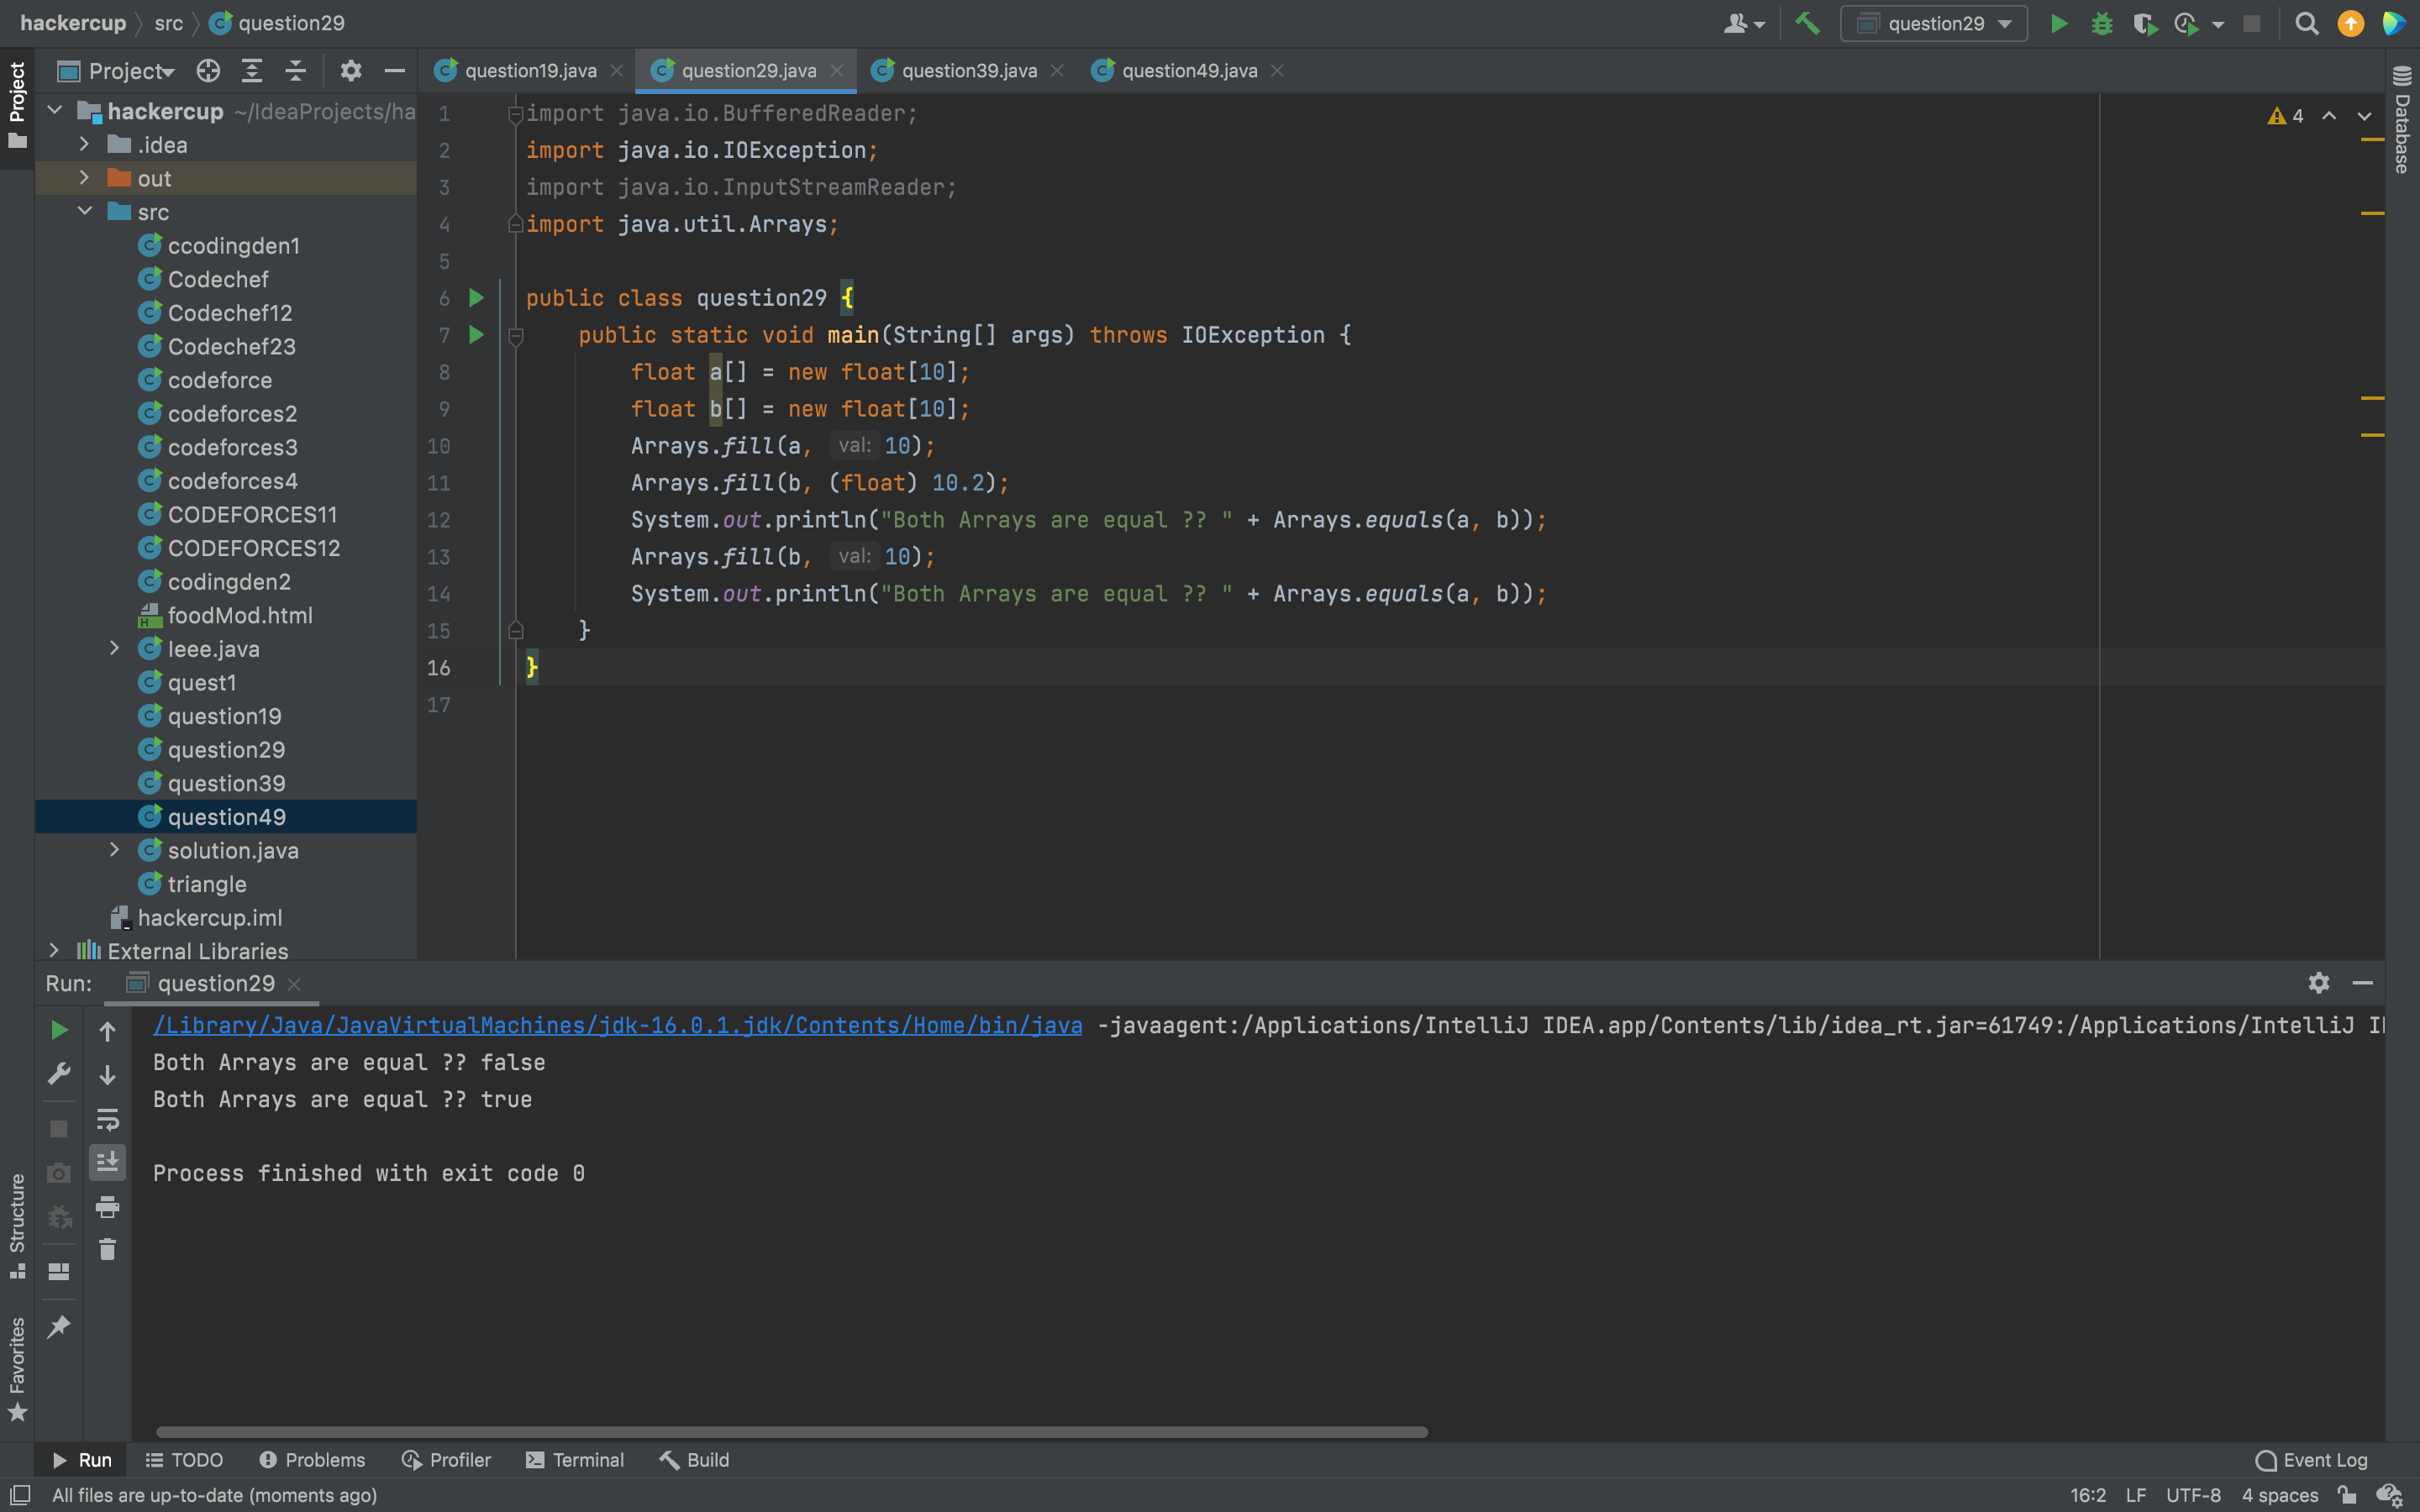 hackercup src question29
question29
Project
Project
question19.java
question29.java
question39.java
question49.java
Database
hackercup ~/IdeaProjects/ha
.idea
out
src
ccodingden1
Codechef
Codechef12
Codechef23
codeforce
codeforces2
codeforces3
codeforces4
CODEFORCES11
CODEFORCES12
codingden2
foodMod.html
leee.java
quest1
question19
question29
question39
question49
solution.java
triangle
hackercup.iml
External Libraries
4
1 import java.io.BufferedReader;
2 import java.io.IOException;
3 import java.io.InputStreamReader;
4 import java.util.Arrays;
5
6 public class question29 {
7 public static void main(String[] args) throws IOException {
8 float a[] = new float[10];
9 float b[] = new float[10];
10 Arrays.fill(a, val: 10);
11 Arrays.fill(b, (float) 10.2);
12 System.out.println("Both Arrays are equal ?? " + Arrays.equals(a, b));
13 Arrays.fill(b, val: 10);
14 System.out.println("Both Arrays are equal ?? " + Arrays.equals(a, b));
15 }
16 }
17
Run: question29
/Library/Java/JavaVirtualMachines/jdk-16.0.1.jdk/Contents/Home/bin/java -javaagent:/Applications/IntelliJ IDEA.app/Contents/lib/idea_rt.jar=61749:/Applications/IntelliJ
Both Arrays are equal ?? false
Both Arrays are equal ?? true
Process finished with exit code 0
Structure
Favorites
Run TODO Problems Profiler Terminal Build Event Log
All files are up-to-date (moments ago) 16:2 LF UTF-8 4 spaces